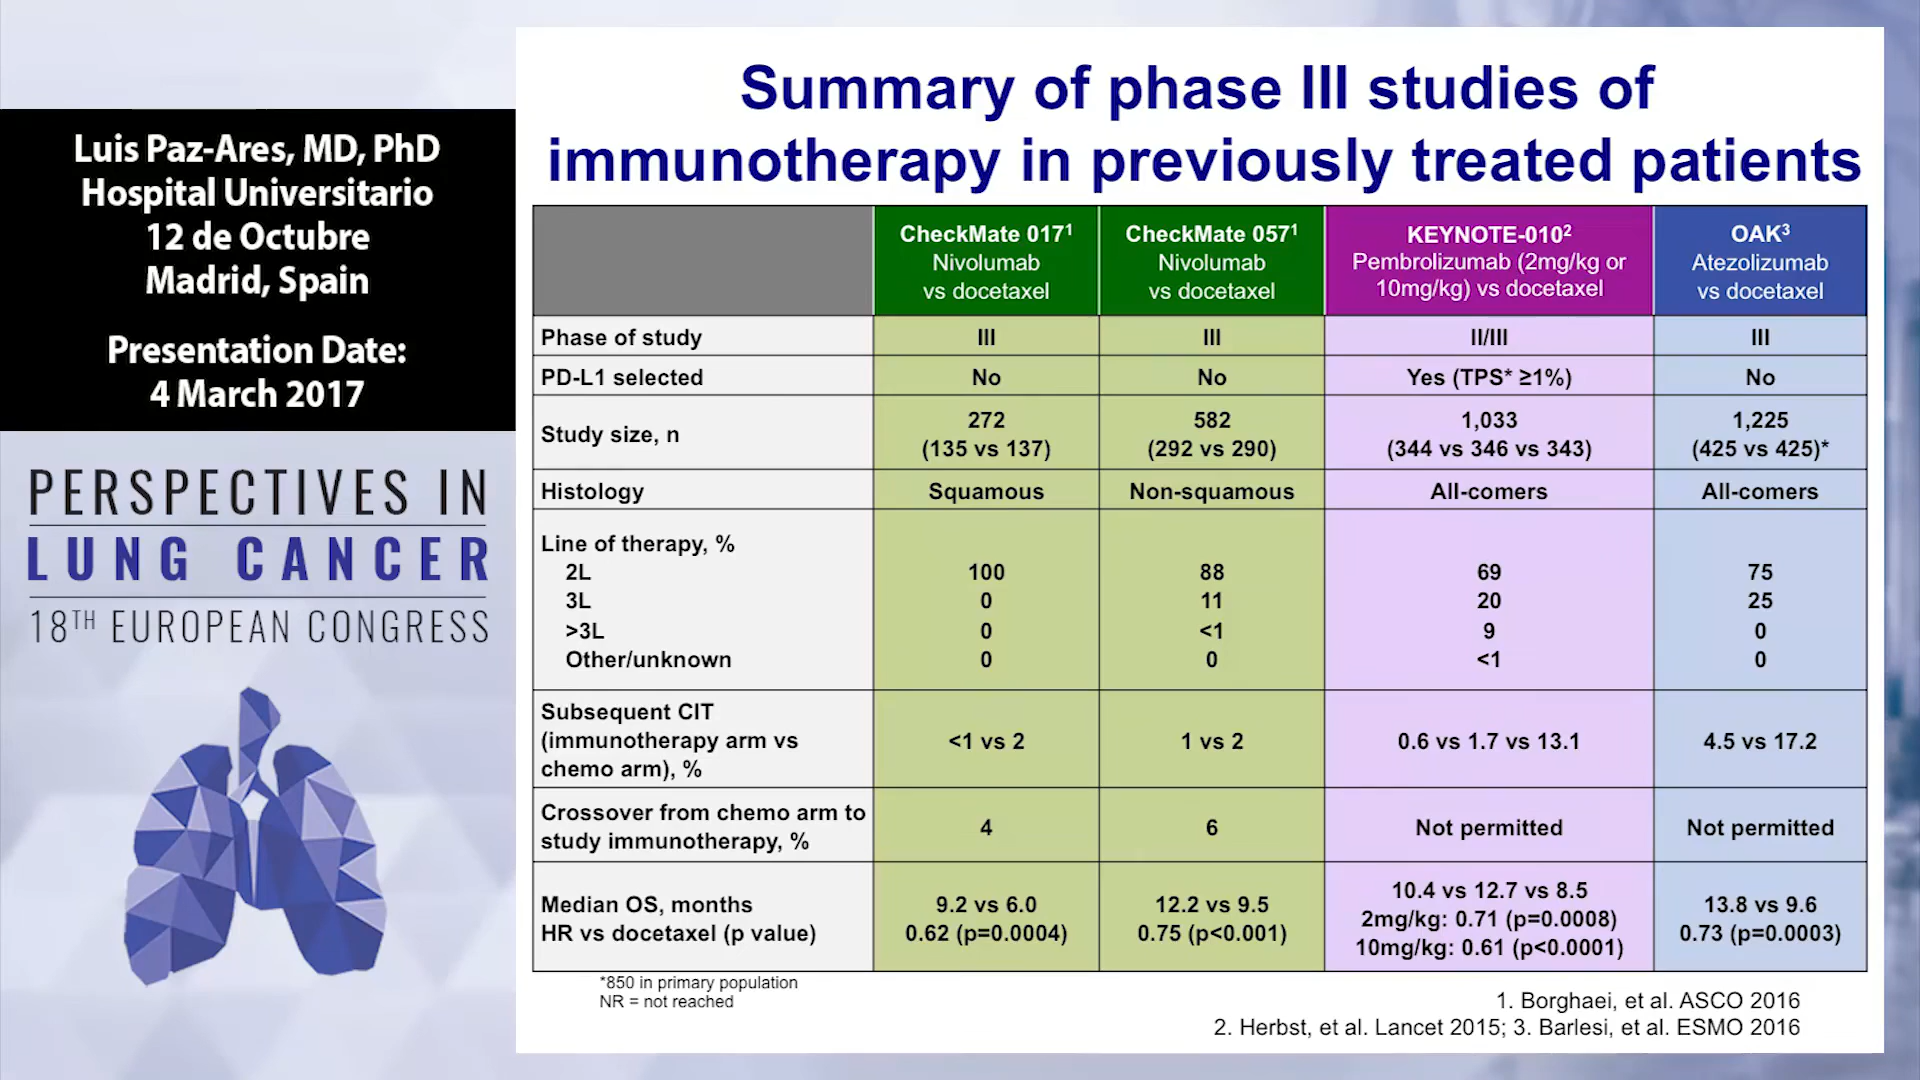 Luis Paz-Ares, MD, PhD
Hospital Universitario
12 de Octubre
Madrid, Spain
Presentation Date:
4 March 2017
PERSPECTIVES IN
LUNG CANCER
18TH EUROPEAN CONGRESS
Summary of phase III studies of
immunotherapy in previously treated patients
CheckMate 017¹
Nivolumab
vs docetaxel
CheckMate 057¹
Nivolumab
vs docetaxel
KEYNOTE-010²
Pembrolizumab (2mg/kg or
10mg/kg) vs docetaxel
OAK³
Atezolizumab
vs docetaxel
Phase of study III III II/III III
PD-L1 selected No No Yes (TPS* ≥1%) No
Study size, n
272
(135 vs 137)
582
(292 vs 290)
1,033
(344 vs 346 vs 343)
1,225
(425 vs 425)*
Histology Squamous Non-squamous All-comers All-comers
Line of therapy, %
2L 100 88 69 75
3L 0 11 20 25
>3L 0 <1 9 0
Other/unknown 0 0 <1 0
Subsequent CIT
(immunotherapy arm vs
chemo arm), %
<1 vs 2 1 vs 2 0.6 vs 1.7 vs 13.1 4.5 vs 17.2
Crossover from chemo arm to
study immunotherapy, %
4 6 Not permitted Not permitted
Median OS, months
HR vs docetaxel (p value)
9.2 vs 6.0
0.62 (p=0.0004)
12.2 vs 9.5
0.75 (p<0.001)
10.4 vs 12.7 vs 8.5
2mg/kg: 0.71 (p=0.0008)
10mg/kg: 0.61 (p<0.0001)
13.8 vs 9.6
0.73 (p=0.0003)
*850 in primary population
NR = not reached
1. Borghaei, et al. ASCO 2016
2. Herbst, et al. Lancet 2015; 3. Barlesi, et al. ESMO 2016